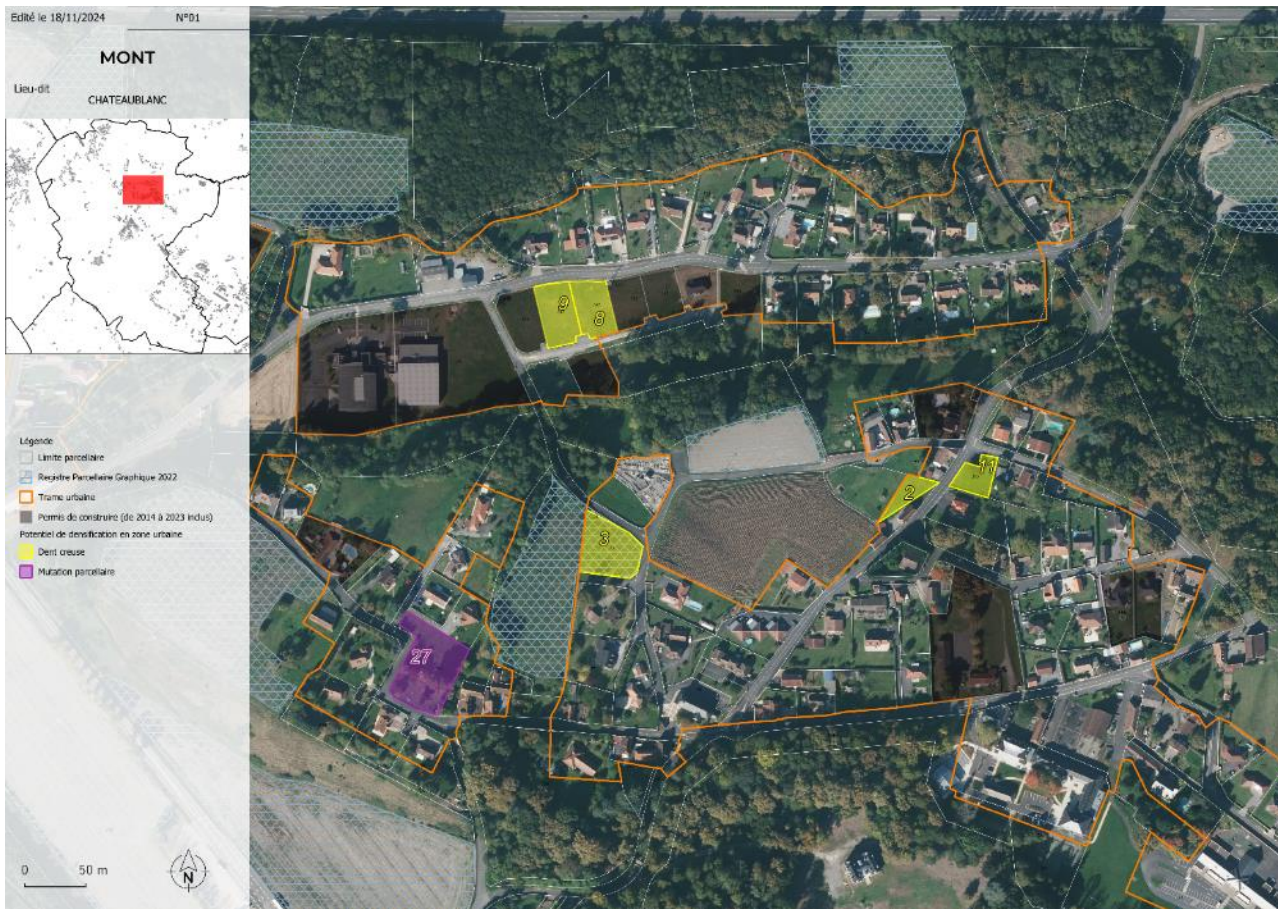 Edité le 18/11/2024 N°01
MONT
Lieu-dit
CHATEAUBLANC
Légende
Limite parcellaire
Registre Parcellaire Graphique 2022
Trame urbaine
Permis de construire (de 2014 à 2023 inclus)
Potentiel de densification en zone urbaine
Dent creuse
Mutation parcellaire
0 50 m
N
9
8
11
2
3
27